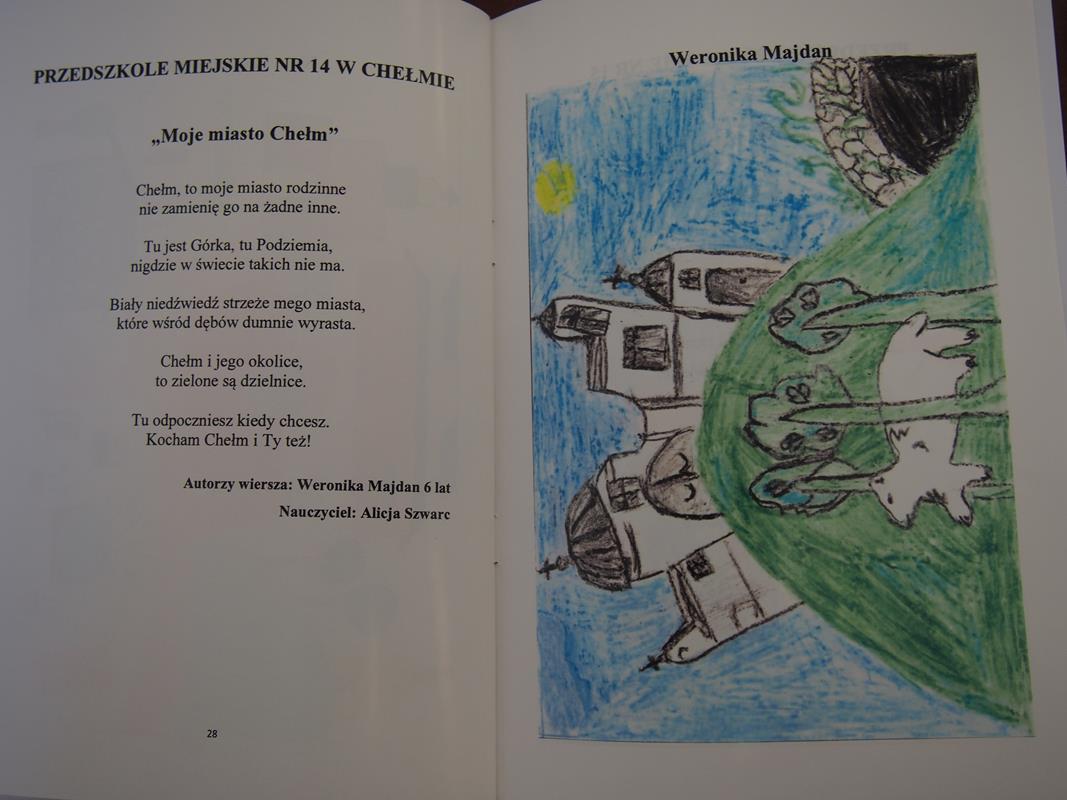 PRZEDSZKOLE MIEJSKIE NR 14 W CHEŁMIE
„Moje miasto Chełm”
Chełm, to moje miasto rodzinne
nie zamienię go na żadne inne.
Tu jest Górka, tu Podziemia,
nigdzie w świecie takich nie ma.
Biały niedźwiedź strzeże mego miasta,
które wśród dębów dumnie wyrasta.
Chełm i jego okolice,
to zielone są dzielnice.
Tu odpoczniesz kiedy chcesz.
Kocham Chełm i Ty też!
Autorzy wiersza: Weronika Majdan 6 lat
Nauczyciel: Alicja Szwarc
28
Weronika Majdan